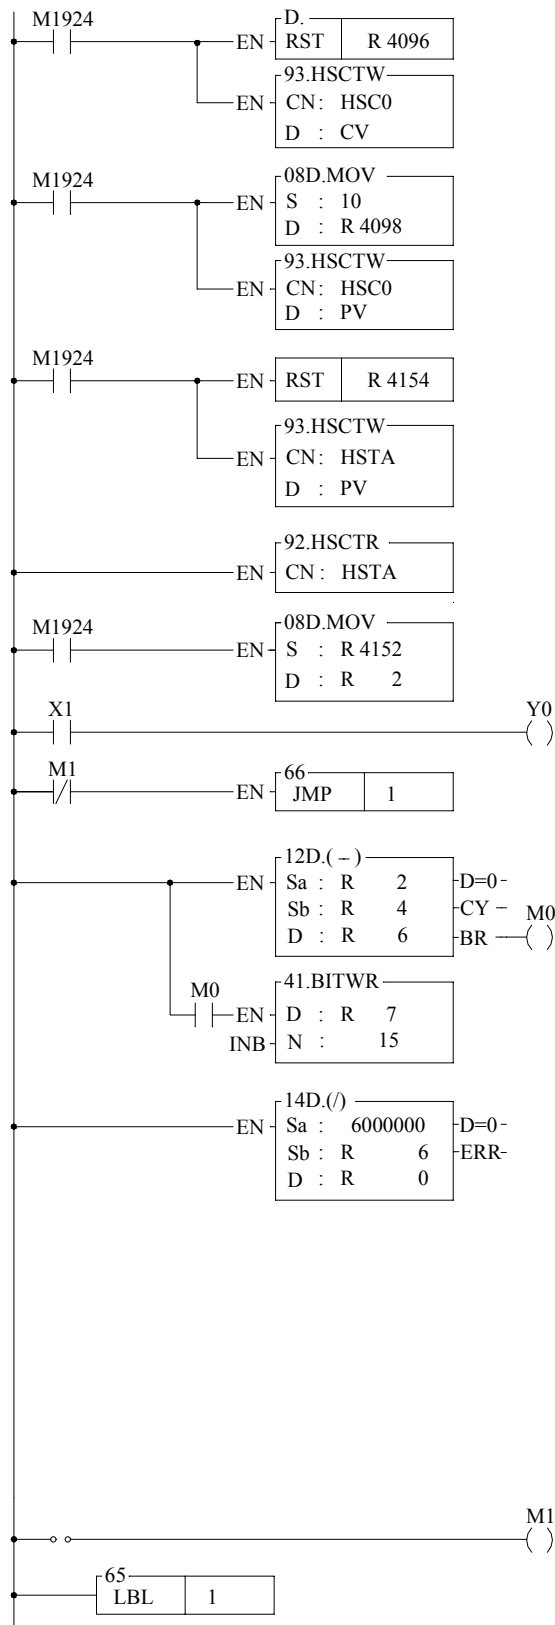 M1924
D.
EN RST R 4096
93.HSCTW
EN CN: HSC0
D : CV
M1924
08D.MOV
EN S : 10
D : R 4098
93.HSCTW
EN CN: HSC0
D : PV
M1924
EN RST R 4154
93.HSCTW
EN CN: HSTA
D : PV
92.HSCTR
EN CN: HSTA
M1924
08D.MOV
EN S : R 4152
D : R 2
X1 Y0
M1
66
EN JMP 1
12D.( – )
EN Sa : R 2 D=0
Sb : R 4 CY M0
D : R 6 BR
41.BITWR
M0 EN D : R 7
INB N : 15
14D.(/)
EN Sa : 6000000 D=0
Sb : R 6 ERR
D : R 0
M1
65
LBL 1